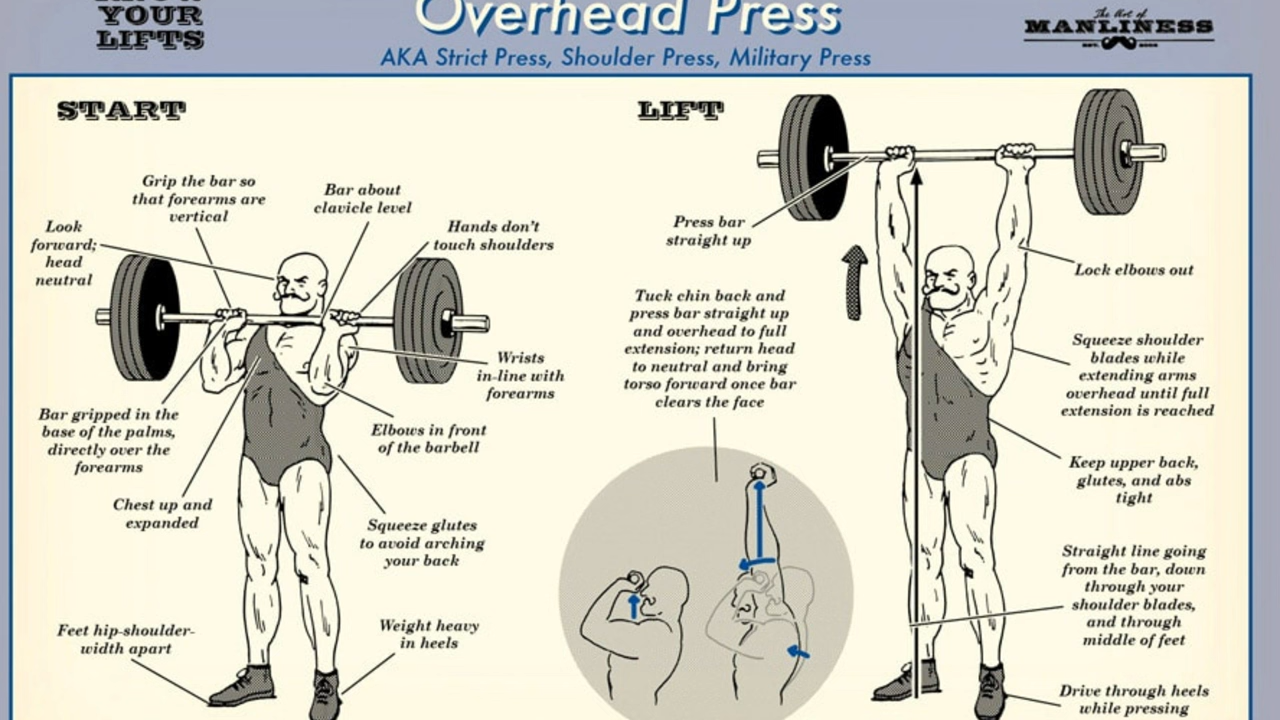 YOUR
LIFTS
Overhead Press
AKA Strict Press, Shoulder Press, Military Press
The Art of
MANLINESS
START
Grip the bar so
that forearms are
vertical
Bar about
clavicle level
Look
forward;
head
neutral
Hands don't
touch shoulders
Wrists
in-line with
forearms
Bar gripped in the
base of the palms,
directly over the
forearms
Elbows in front
of the barbell
Chest up and
expanded
Squeeze glutes
to avoid arching
your back
Feet hip-shoulder-
width apart
Weight heavy
in heels
LIFT
Press bar
straight up
Lock elbows out
Tuck chin back and
press bar straight up
and overhead to full
extension; return head
to neutral and bring
torso forward once bar
clears the face
Squeeze shoulder
blades while
extending arms
overhead until full
extension is reached
Keep upper back,
glutes, and abs
tight
Straight line going
from the bar, down
through your
shoulder blades,
and through
middle of feet
Drive through heels
while pressing